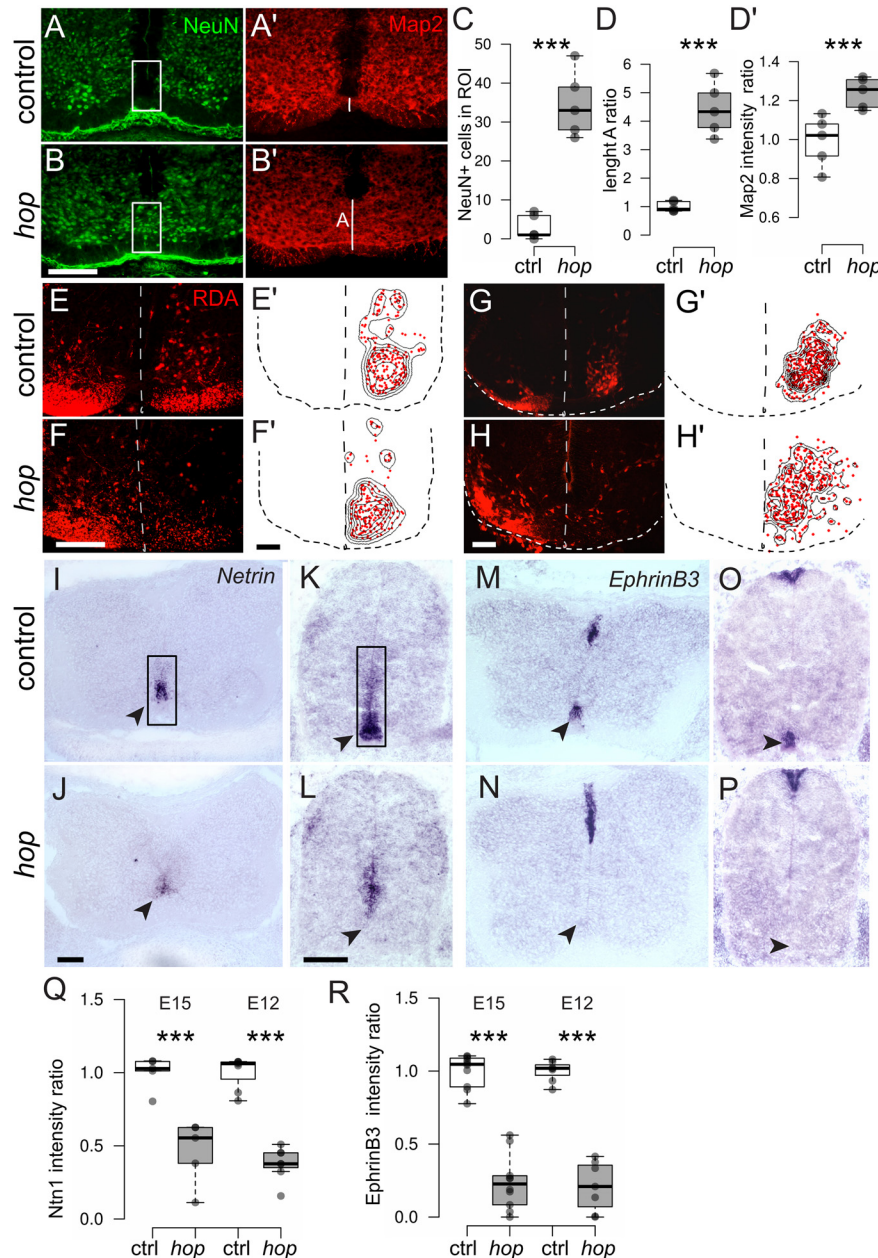 A NeuN A' Map2 C D D'
control
***
***
***
NeuN+ cells in ROI
50
40
30
20
10
0
ctrl hop
lenght A ratio
6
5
4
3
2
1
0
ctrl hop
Map2 intensity ratio
1.4
1.2
1.0
0.8
0.6
ctrl hop
B B'
hop
A
E RDA E' G G'
control
F F' H H'
hop
I Netrin K M EphrinB3 O
control
J L N P
hop
Q
E15 E12
*** ***
Ntn1 intensity ratio
1.5
1.0
0.5
0.0
ctrl hop ctrl hop
R
E15 E12
*** ***
EphrinB3 intensity ratio
1.5
1.0
0.5
0.0
ctrl hop ctrl hop